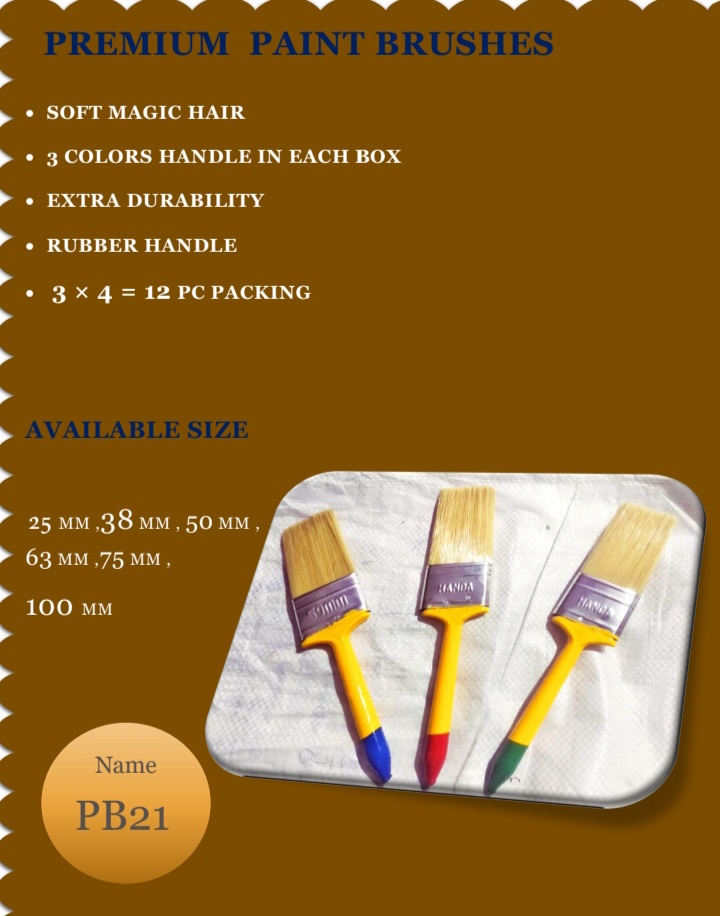 PREMIUM PAINT BRUSHES
• SOFT MAGIC HAIR
• 3 COLORS HANDLE IN EACH BOX
• EXTRA DURABILITY
• RUBBER HANDLE
• 3 × 4 = 12 PC PACKING
AVAILABLE SIZE
25 MM ,38 MM , 50 MM ,
63 MM ,75 MM ,
100 MM
HANDA
HANDA
Name
PB21